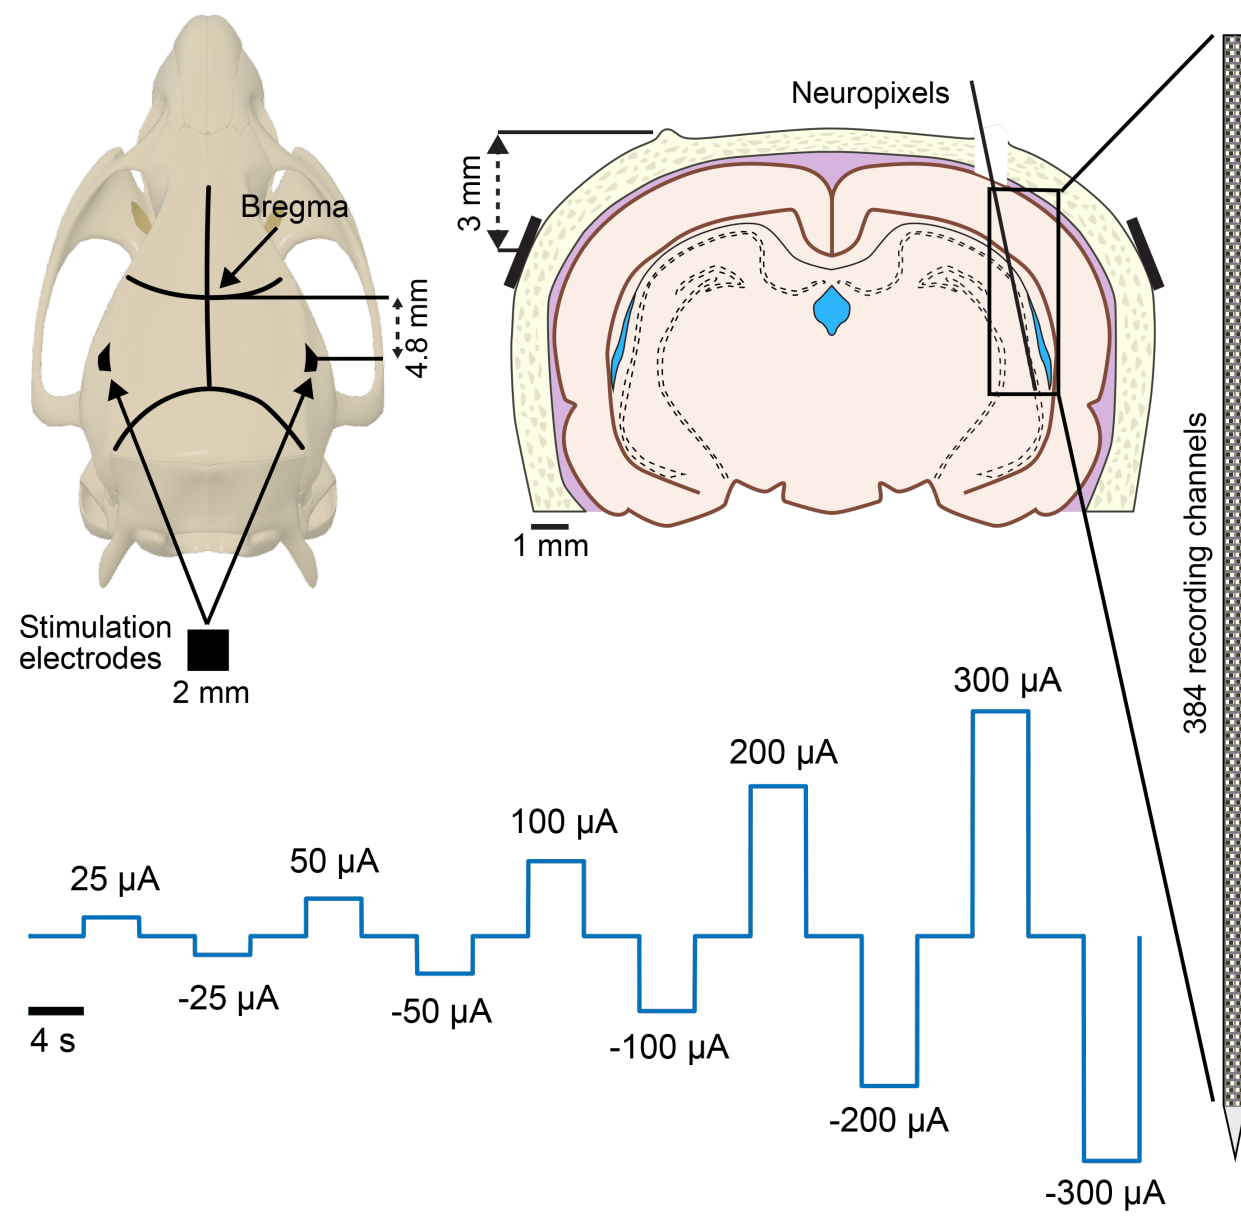 Neuropixels
3 mm
Bregma
4.8 mm
1 mm
384 recording channels
Stimulation
electrodes
2 mm
300 µA
200 µA
100 µA
50 µA
25 µA
-25 µA
-50 µA
4 s
-100 µA
-200 µA
-300 µA